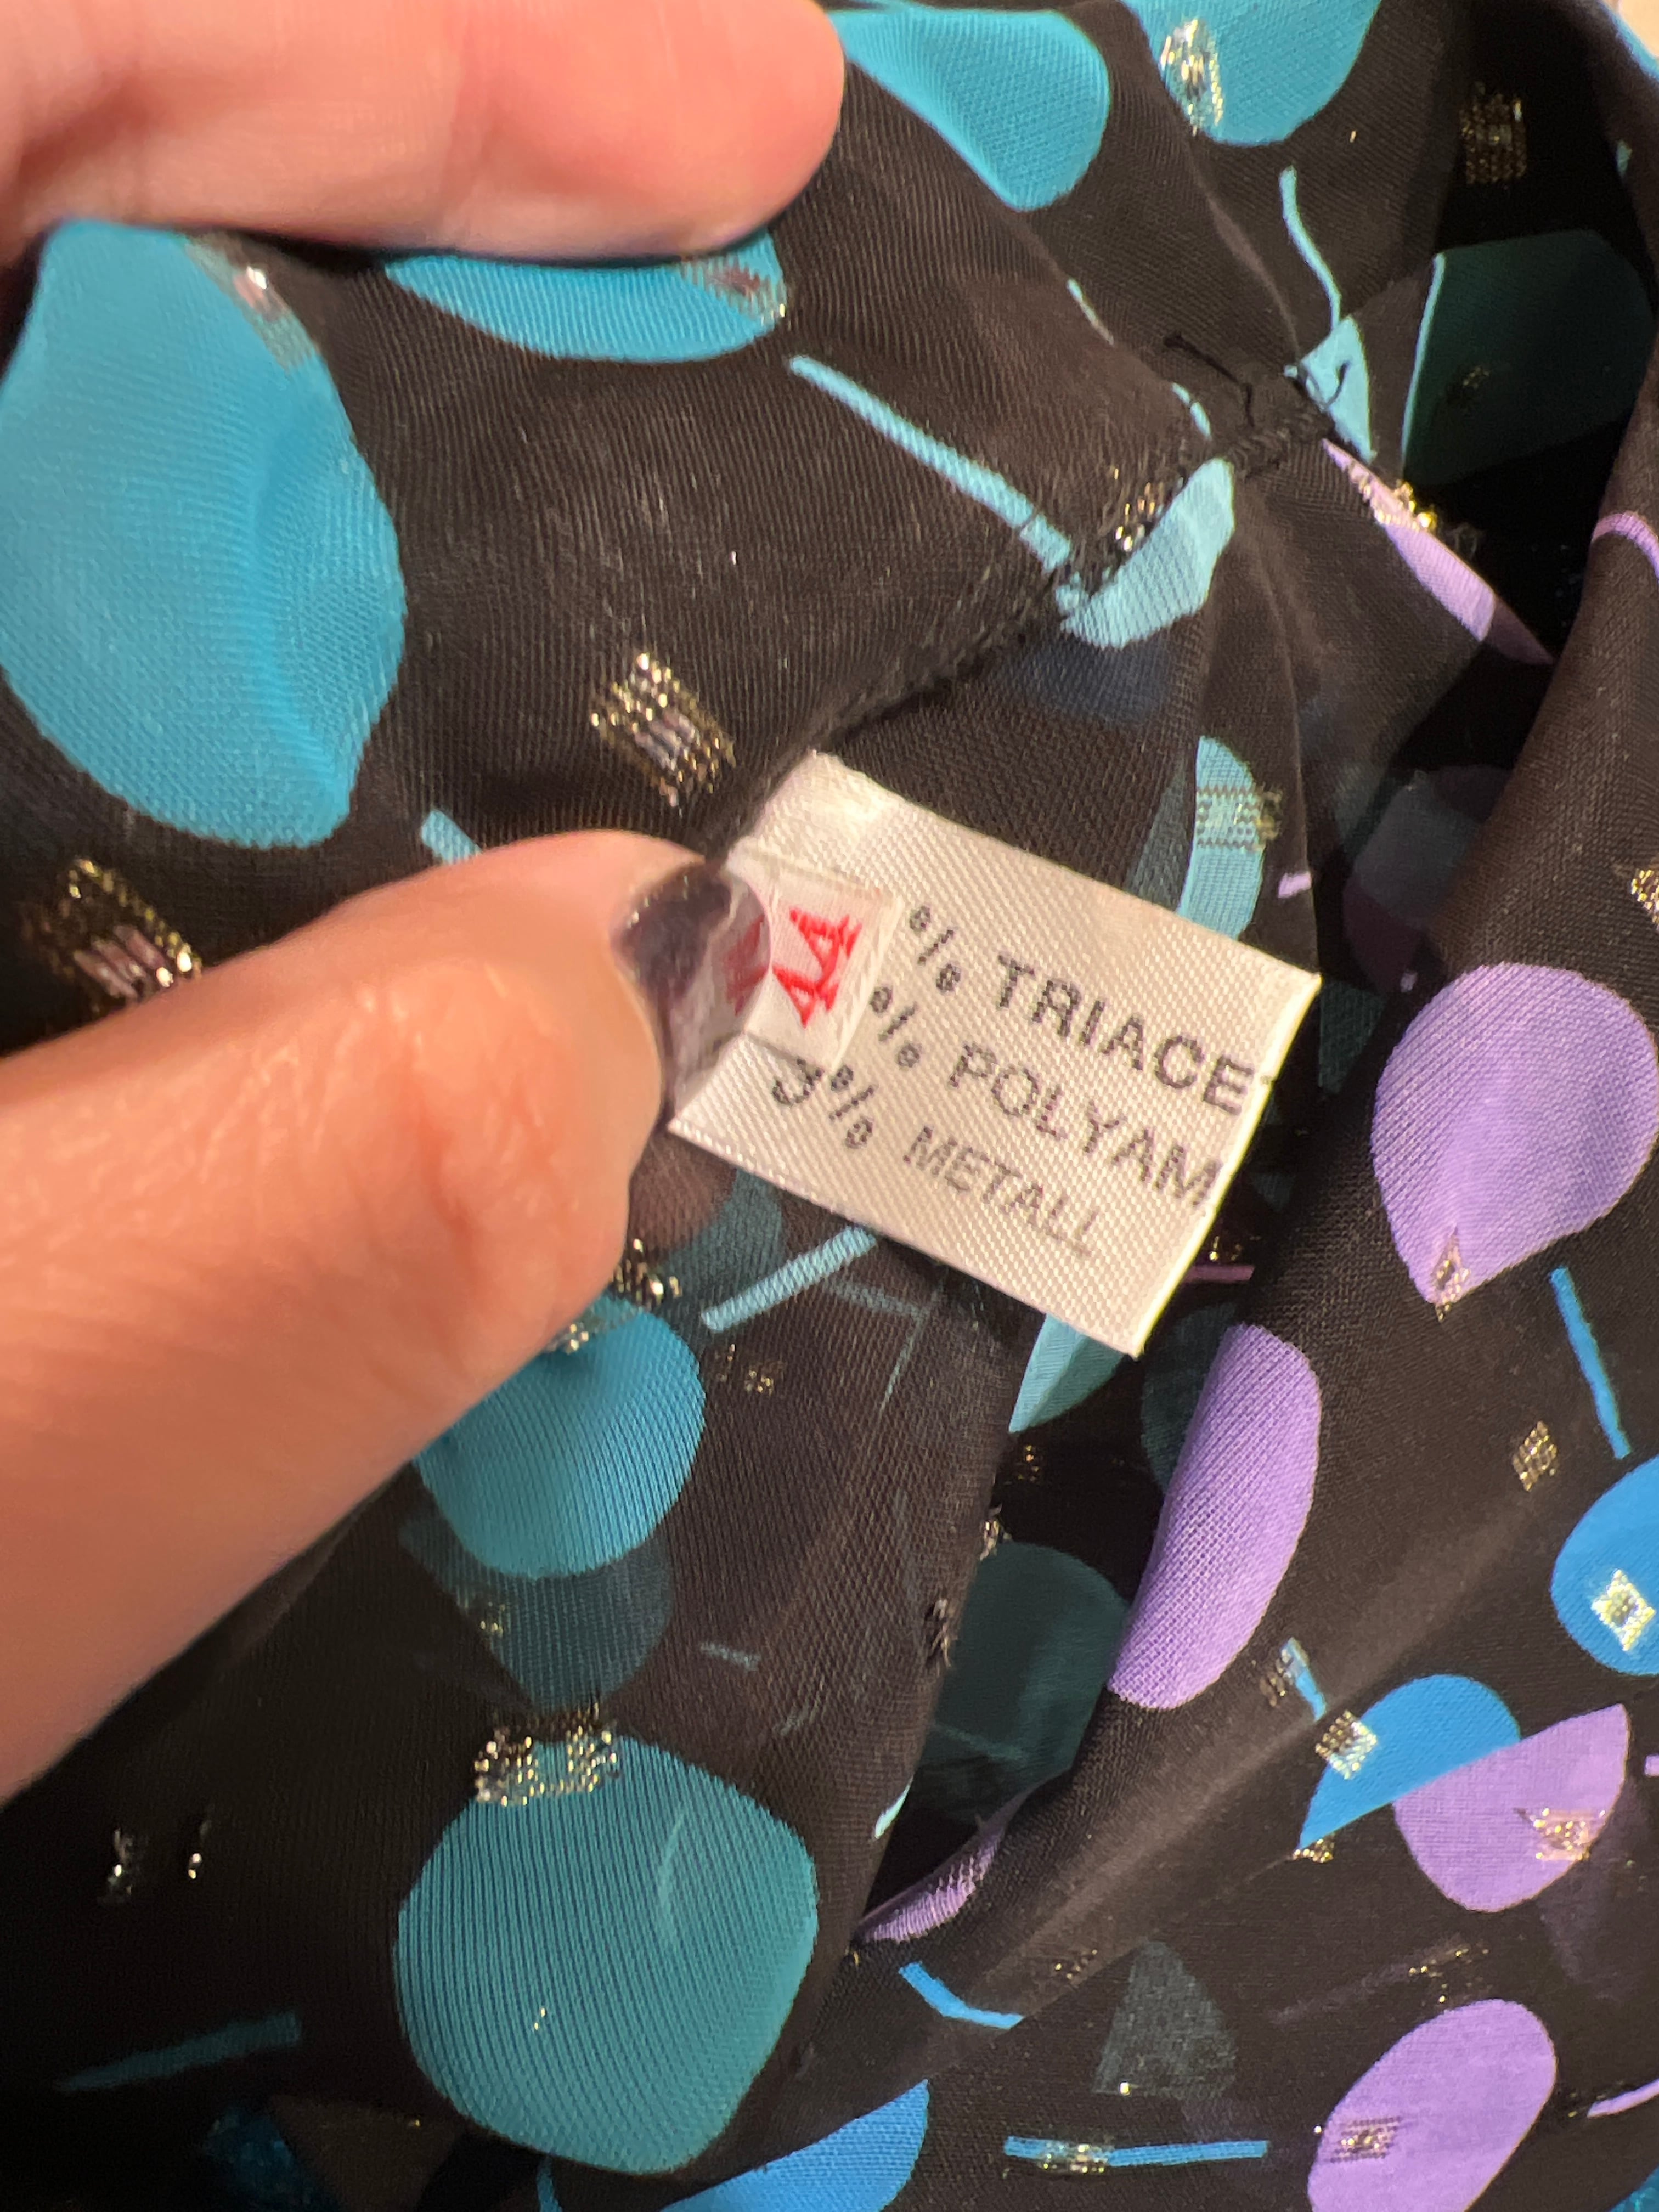 44
% TRIACE
% POLYAM
3% METALL